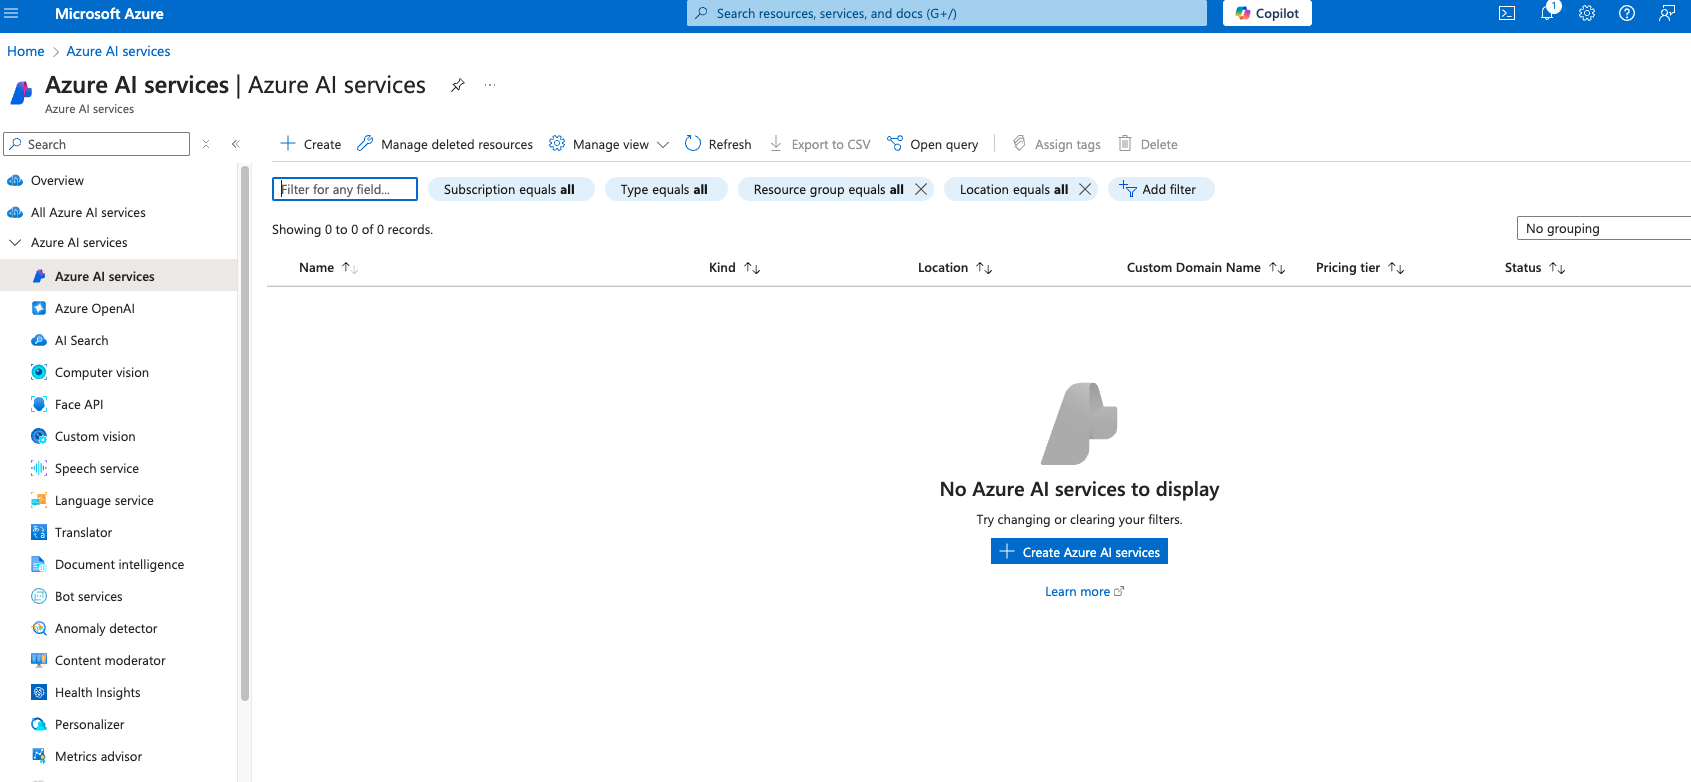 Microsoft Azure
Search resources, services, and docs (G+/)
Copilot
1
Home > Azure AI services
Azure AI services | Azure AI services
...
Azure AI services
Search
Create
Manage deleted resources
Manage view
Refresh
Export to CSV
Open query
Assign tags
Delete
Overview
All Azure AI services
Azure AI services
Azure AI services
Azure OpenAI
AI Search
Computer vision
Face API
Custom vision
Speech service
Language service
Translator
Document intelligence
Bot services
Anomaly detector
Content moderator
Health Insights
Personalizer
Metrics advisor
Filter for any field...
Subscription equals all
Type equals all
Resource group equals all
Location equals all
Add filter
Showing 0 to 0 of 0 records.
No grouping
Name
Kind
Location
Custom Domain Name
Pricing tier
Status
No Azure AI services to display
Try changing or clearing your filters.
Create Azure AI services
Learn more